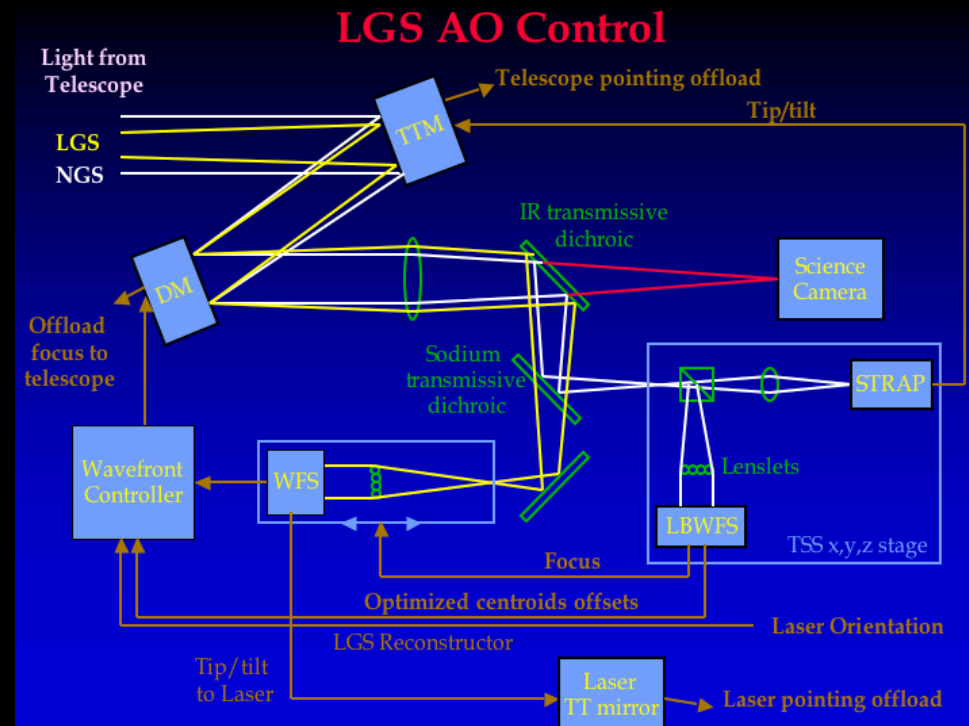 LGS AO Control
Light from
Telescope
Telescope pointing offload
Tip/tilt
TTM
LGS
NGS
IR transmissive
dichroic
Science
Camera
DM
Offload
focus to
telescope
Sodium
transmissive
dichroic
STRAP
Wavefront
Controller
WFS
Lenslets
LBWFS
TSS x,y,z stage
Focus
Optimized centroids offsets
Laser Orientation
LGS Reconstructor
Tip/tilt
to Laser
Laser
TT mirror
Laser pointing offload